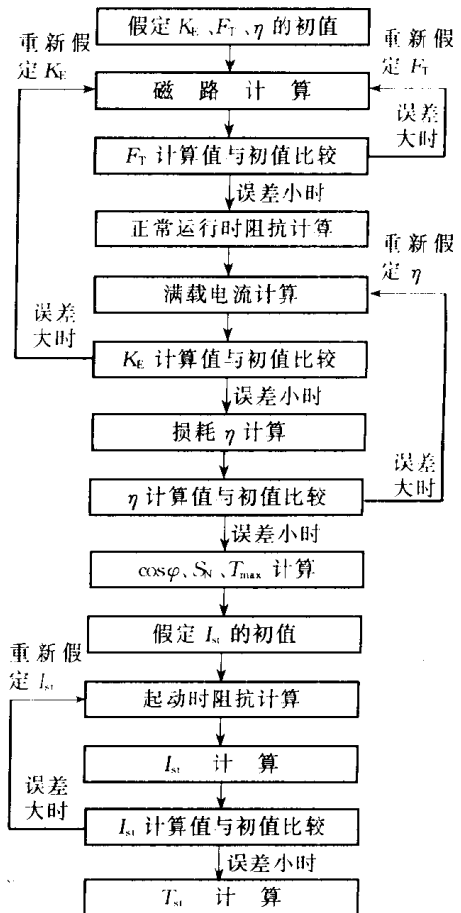 假定 K_E、F_T、η 的初值
重新假
定 K_E
重新假
定 F_T
磁 路 计 算
误差
大时
F_T 计算值与初值比较
误差小时
正常运行时阻抗计算
重新假
定 η
满载电流计算
误差
大时
K_E 计算值与初值比较
误差小时
损耗 η 计算
误差
大时
η 计算值与初值比较
误差小时
cosφ、S_N、T_max 计算
假定 I_st 的初值
重新假
定 I_st
起动时阻抗计算
I_st 计 算
误差
大时
I_st 计算值与初值比较
误差小时
T_st 计 算